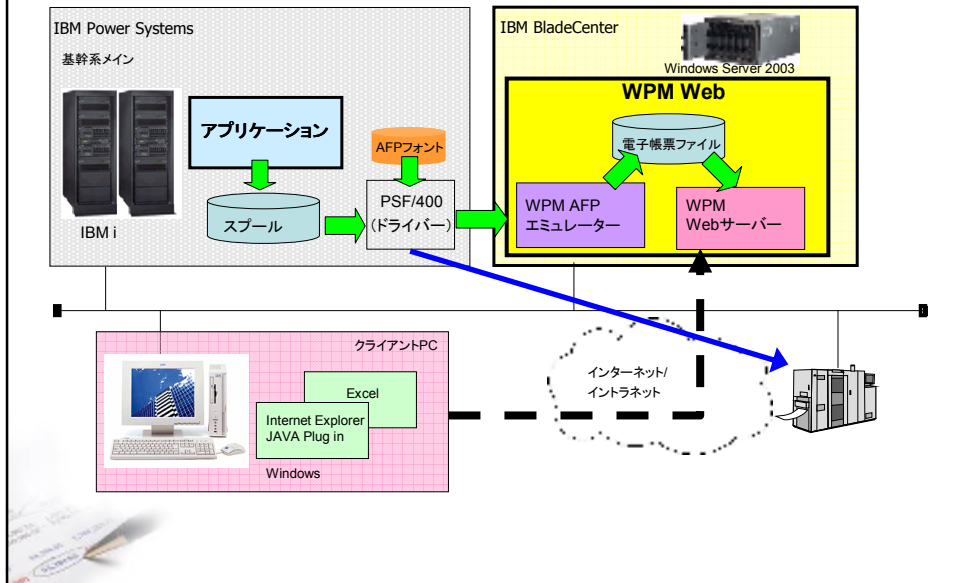 IBM Power Systems
基幹系メイン
アプリケーション
AFPフォント
スプール
PSF/400
(ドライバー)
IBM i
IBM BladeCenter
Windows Server 2003
WPM Web
電子帳票ファイル
WPM AFP
エミュレーター
WPM
Webサーバー
クライアントPC
Excel
Internet Explorer
JAVA Plug in
Windows
インターネット/
イントラネット